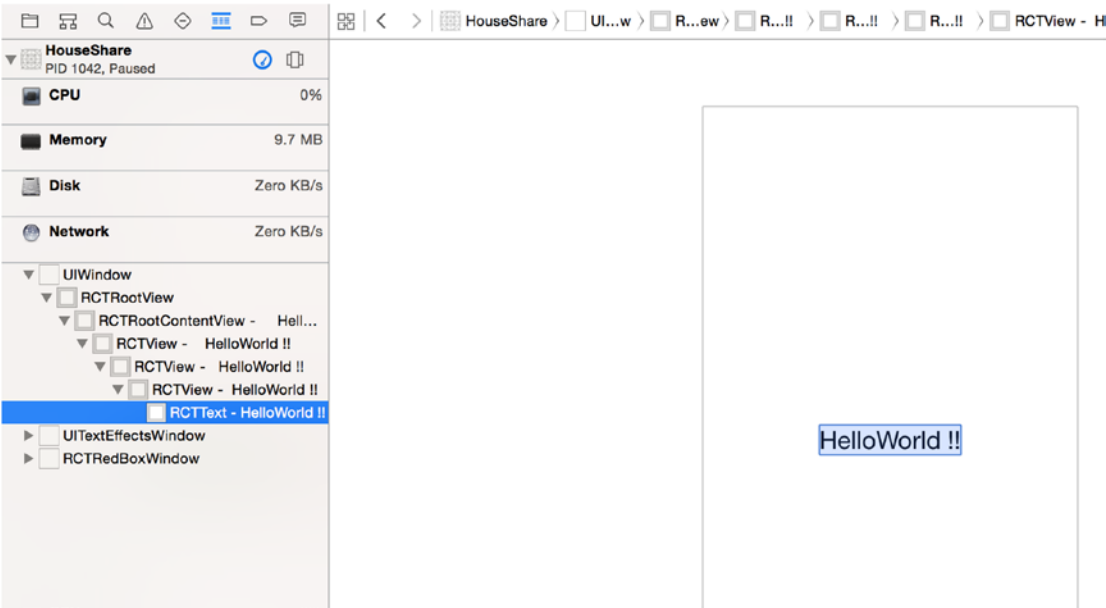 HouseShare
UI...w
R...ew
R...!!
R...!!
R...!!
RCTView - H
HouseShare
PID 1042, Paused
CPU 0%
Memory 9.7 MB
Disk Zero KB/s
Network Zero KB/s
UIWindow
RCTRootView
RCTRootContentView - Hell...
RCTView - HelloWorld !!
RCTView - HelloWorld !!
RCTView - HelloWorld !!
RCTText - HelloWorld !!
UITextEffectsWindow
RCTRedBoxWindow
HelloWorld !!